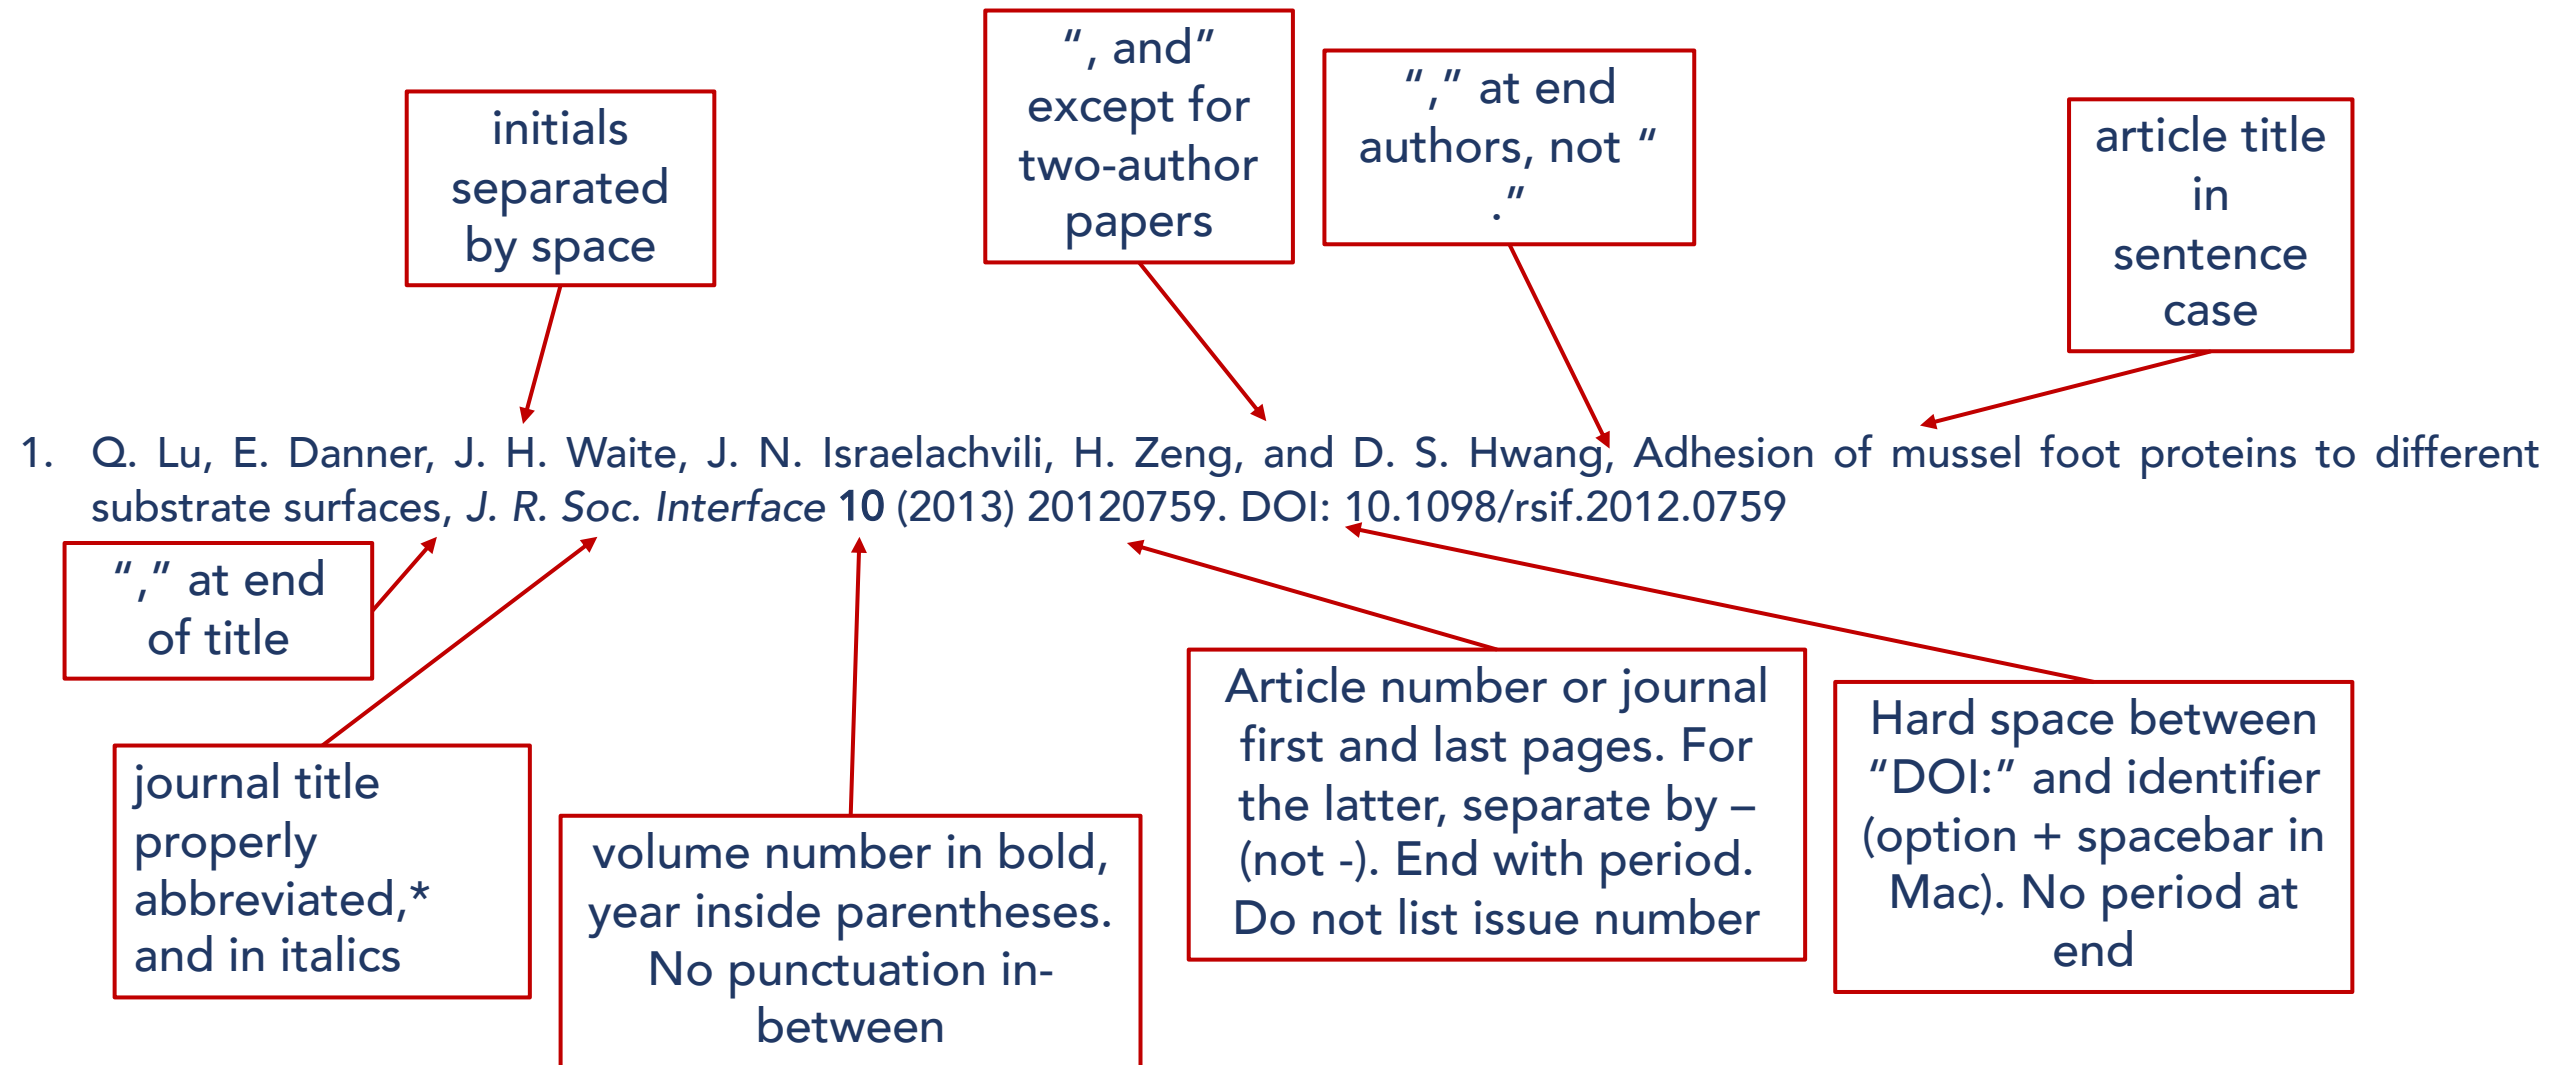 “, and”
except for
two-author
papers
“,” at end
authors, not “
.”
initials
separated
by space
article title
in
sentence
case
1. Q. Lu, E. Danner, J. H. Waite, J. N. Israelachvili, H. Zeng, and D. S. Hwang, Adhesion of mussel foot proteins to different
substrate surfaces, J. R. Soc. Interface 10 (2013) 20120759. DOI: 10.1098/rsif.2012.0759
“,” at end
of title
journal title
properly
abbreviated,*
and in italics
volume number in bold,
year inside parentheses.
No punctuation in-
between
Article number or journal
first and last pages. For
the latter, separate by –
(not -). End with period.
Do not list issue number
Hard space between
“DOI:” and identifier
(option + spacebar in
Mac). No period at
end